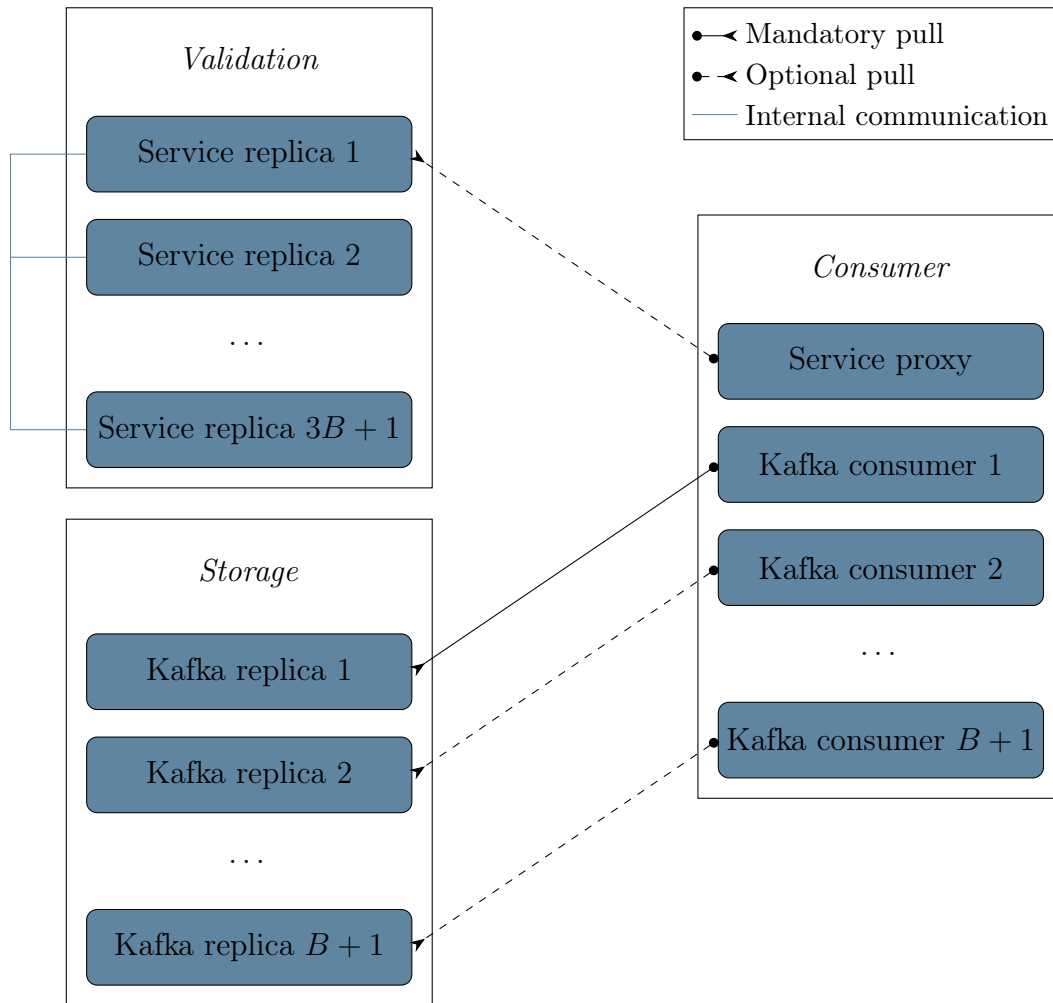 Validation
Service replica 1
Service replica 2
. . .
Service replica 3B + 1
Storage
Kafka replica 1
Kafka replica 2
. . .
Kafka replica B + 1
Mandatory pull
Optional pull
Internal communication
Consumer
Service proxy
Kafka consumer 1
Kafka consumer 2
. . .
Kafka consumer B + 1